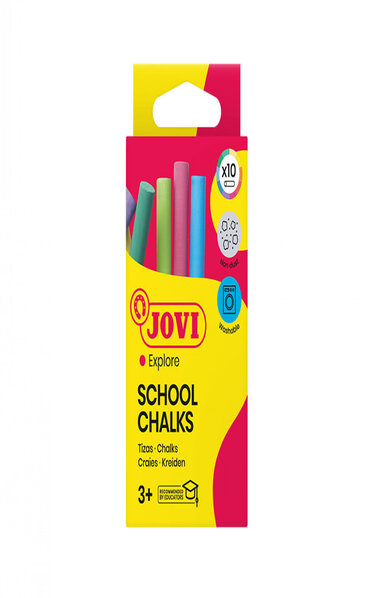 x10
Non dust
Washable
JOVI
Explore
SCHOOL
CHALKS
Tizas · Chalks
Craies · Kreiden
3+
RECOMMENDED
BY EDUCATORS